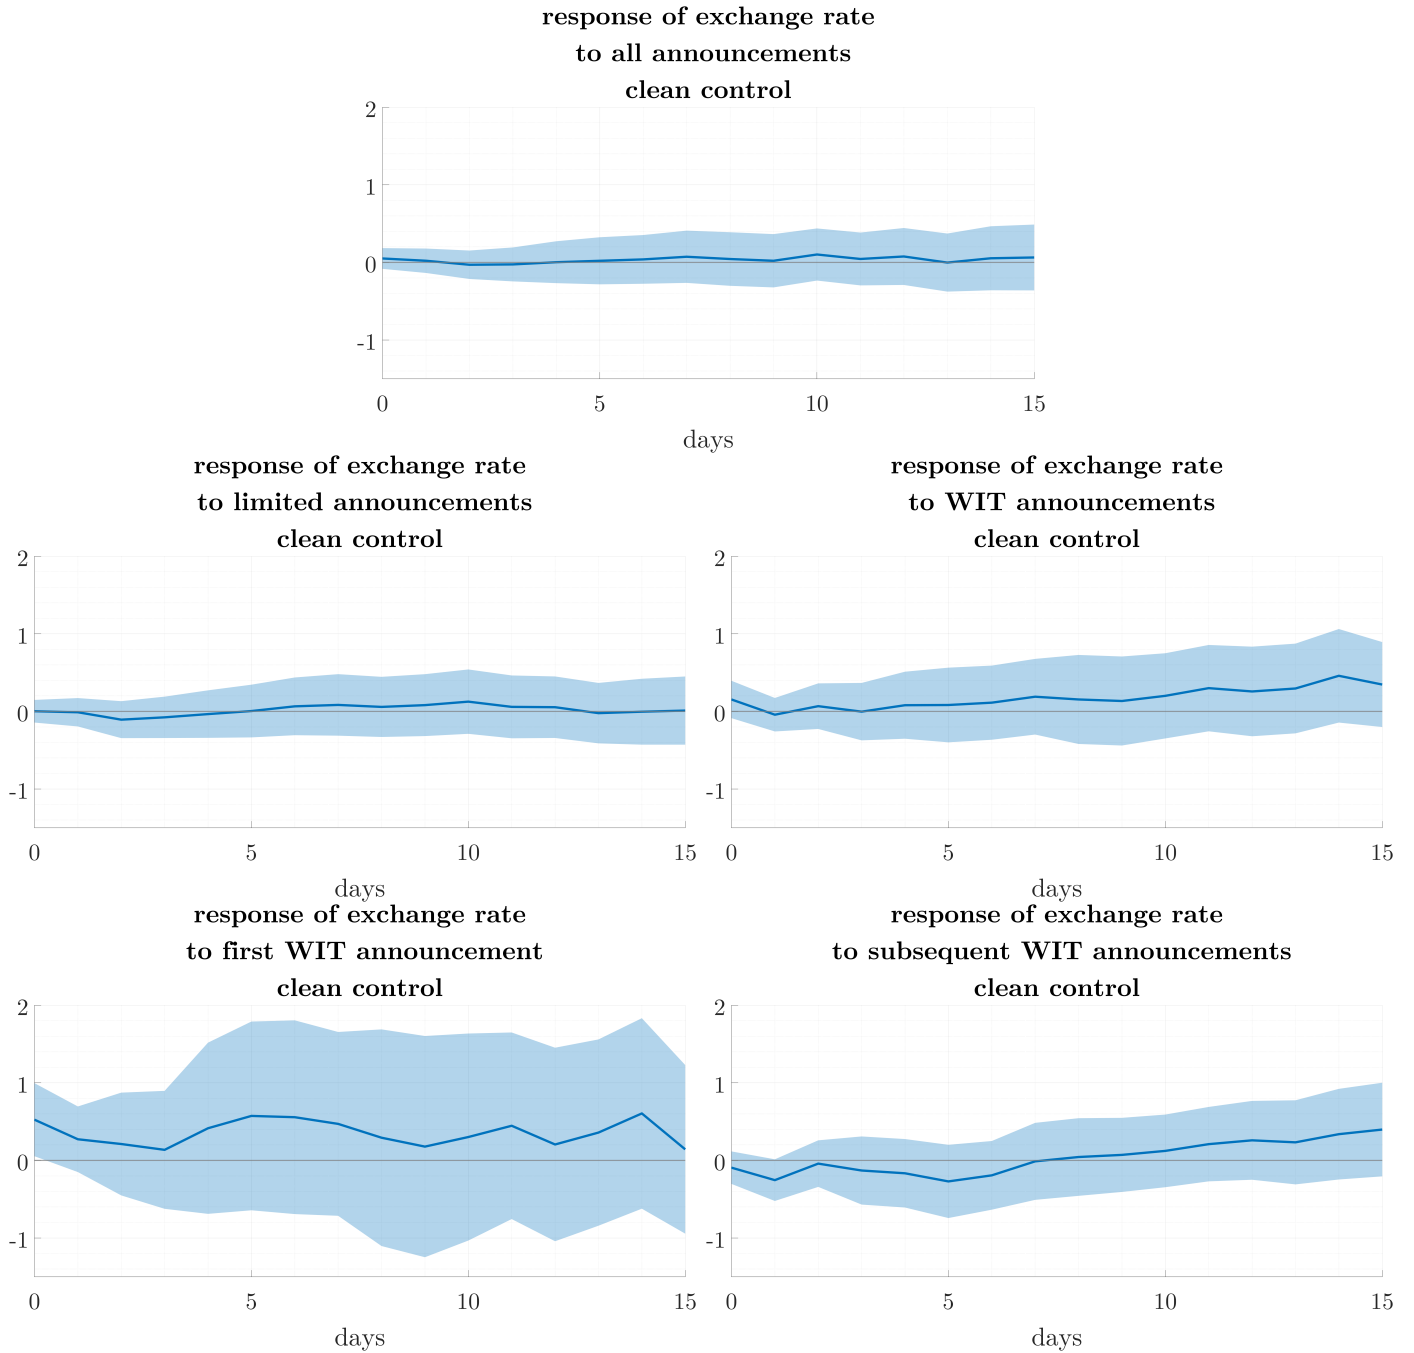 response of exchange rate
to all announcements
clean control
2
1
0
-1
0 5 10 15
days
response of exchange rate
to limited announcements
clean control
2
1
0
-1
0 5 10 15
days
response of exchange rate
to WIT announcements
clean control
2
1
0
-1
0 5 10 15
days
response of exchange rate
to first WIT announcement
clean control
2
1
0
-1
0 5 10 15
days
response of exchange rate
to subsequent WIT announcements
clean control
2
1
0
-1
0 5 10 15
days